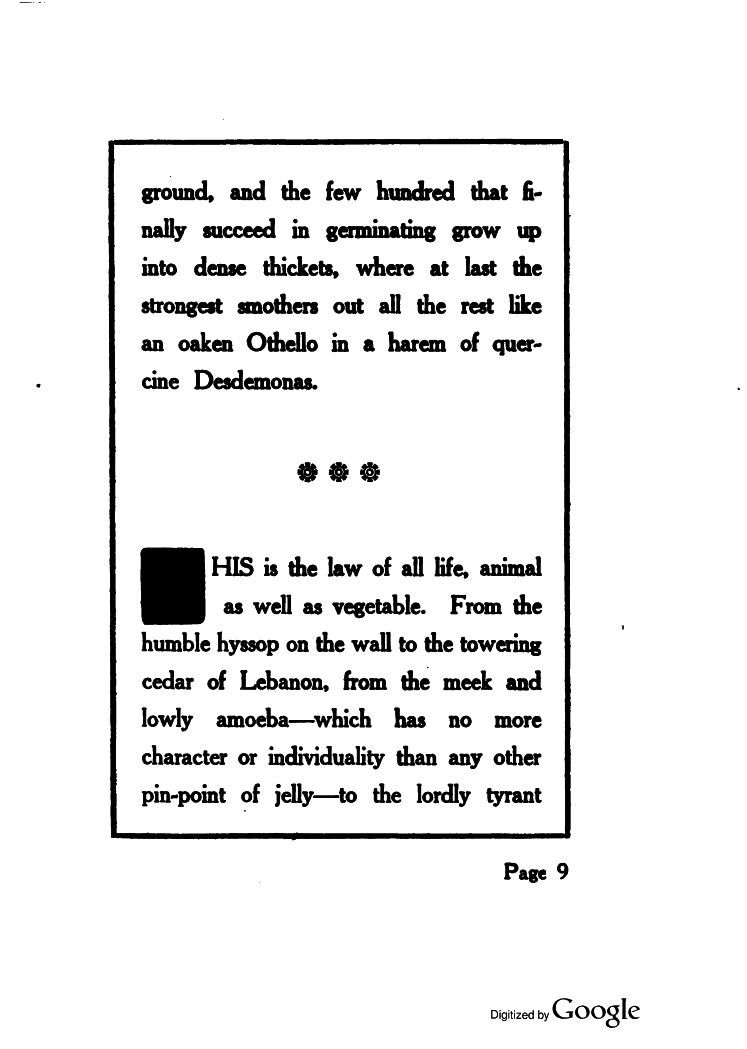 ground, and the few hundred that fi-
nally succeed in germinating grow up
into dense thickets, where at last the
strongest smothers out all the rest like
an oaken Othello in a harem of quer-
cine Desdemonas.
HIS is the law of all life, animal
as well as vegetable. From the
humble hyssop on the wall to the towering
cedar of Lebanon, from the meek and
lowly amoeba—which has no more
character or individuality than any other
pin-point of jelly—to the lordly tyrant
Page 9
Digitized by Google